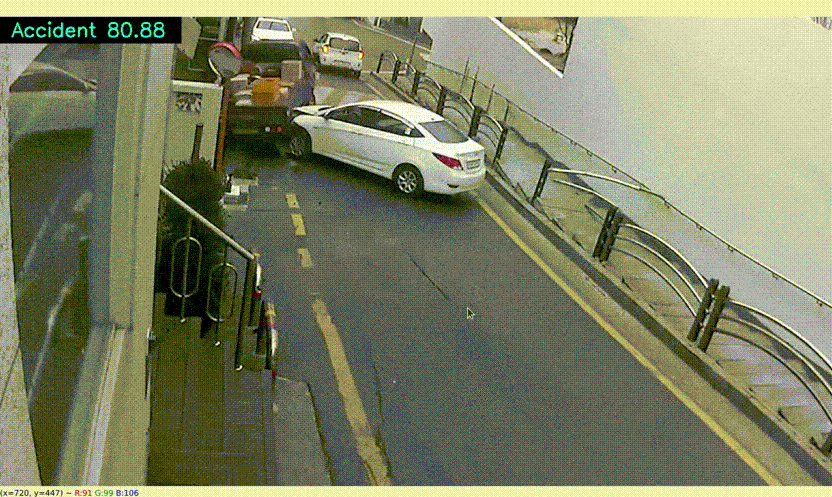 Accident 80.88
(x=720, y=447) ~ R:91 G:99 B:106